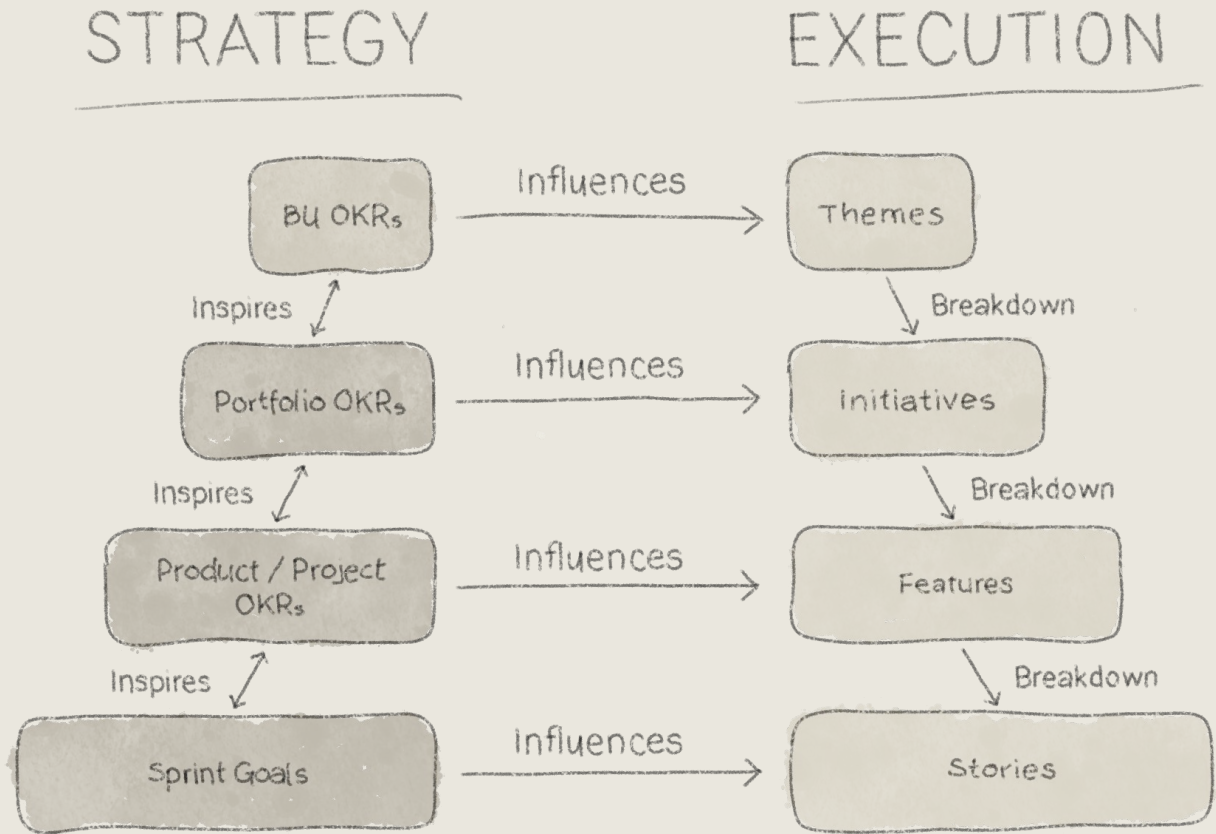 STRATEGY
EXECUTION
BU OKRs
Influences
Themes
Inspires
Breakdown
Portfolio OKRs
Influences
Initiatives
Inspires
Breakdown
Product / Project
OKRs
Influences
Features
Inspires
Breakdown
Sprint Goals
Influences
Stories